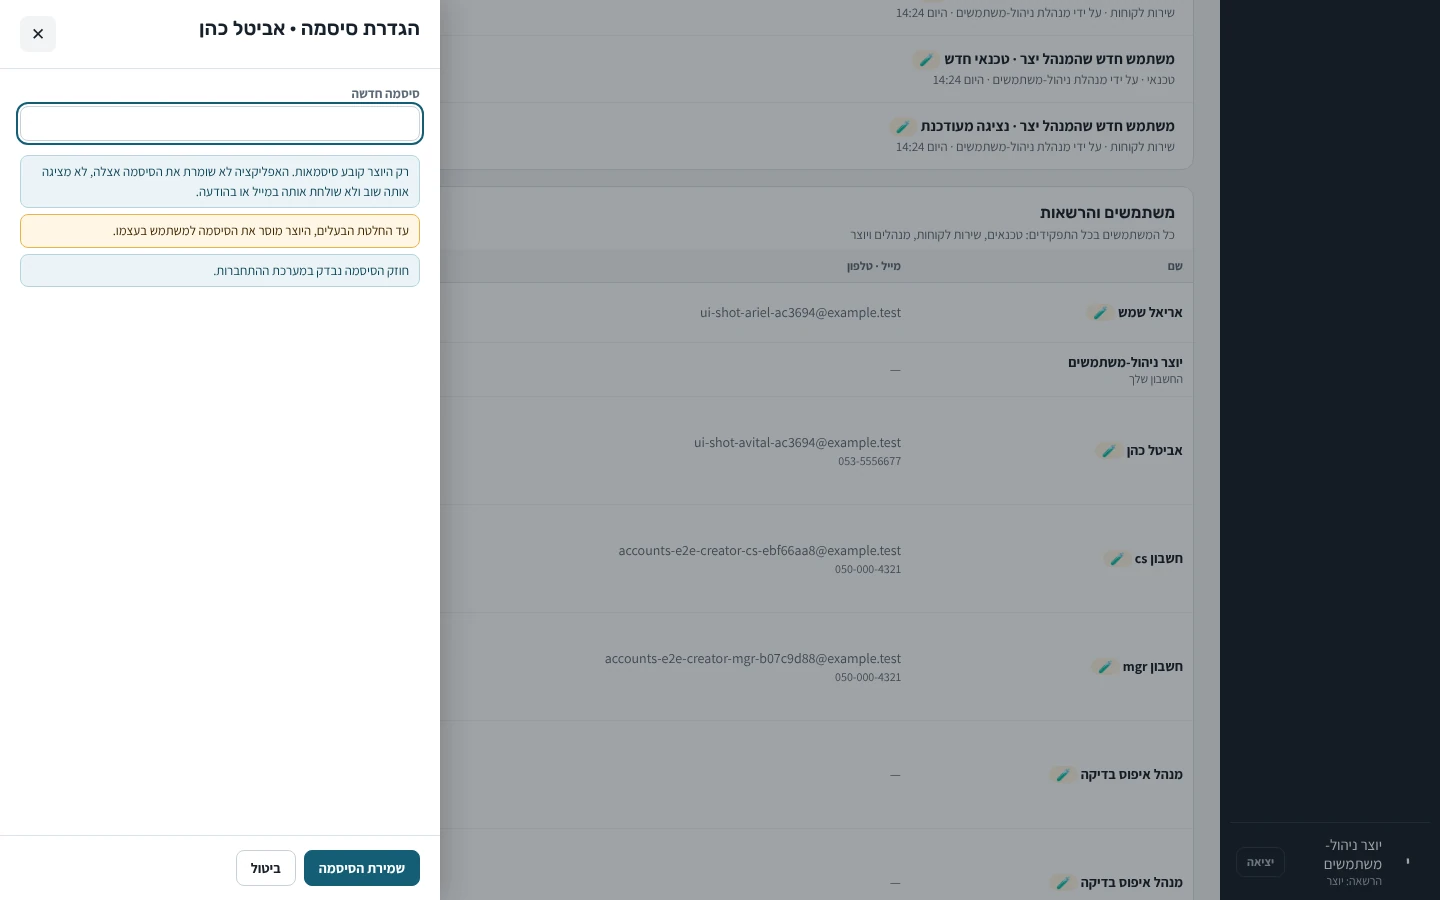 הגדרת סיסמה • אביטל כהן
סיסמה חדשה
רק היוצר קובע סיסמאות. האפליקציה לא שומרת את הסיסמה אצלה, לא מציגה
אותה שוב ולא שולחת אותה במייל או בהודעה.
עד החלטת הבעלים, היוצר מוסר את הסיסמה למשתמש בעצמו.
חוזק הסיסמה נבדק במערכת ההתחברות.
שמירת הסיסמה
ביטול
שירות לקוחות · על ידי מנהלת ניהול-משתמשים · היום 14:24
משתמש חדש שהמנהל יצר · טכנאי חדש
טכנאי · על ידי מנהלת ניהול-משתמשים · היום 14:24
משתמש חדש שהמנהל יצר · נציגה מעודכנת
שירות לקוחות · על ידי מנהלת ניהול-משתמשים · היום 14:24
משתמשים והרשאות
כל המשתמשים בכל התפקידים: טכנאים, שירות לקוחות, מנהלים ויוצר
שם
מייל · טלפון
אריאל שמש
ui-shot-ariel-ac3694@example.test
יוצר ניהול-משתמשים
החשבון שלך
—
אביטל כהן
ui-shot-avital-ac3694@example.test
053-5556677
חשבון cs
accounts-e2e-creator-cs-ebf66aa8@example.test
050-000-4321
חשבון mgr
accounts-e2e-creator-mgr-b07c9d88@example.test
050-000-4321
מנהל איפוס בדיקה
—
מנהל איפוס בדיקה
—
י
יוצר ניהול-
משתמשים
הרשאה: יוצר
יציאה